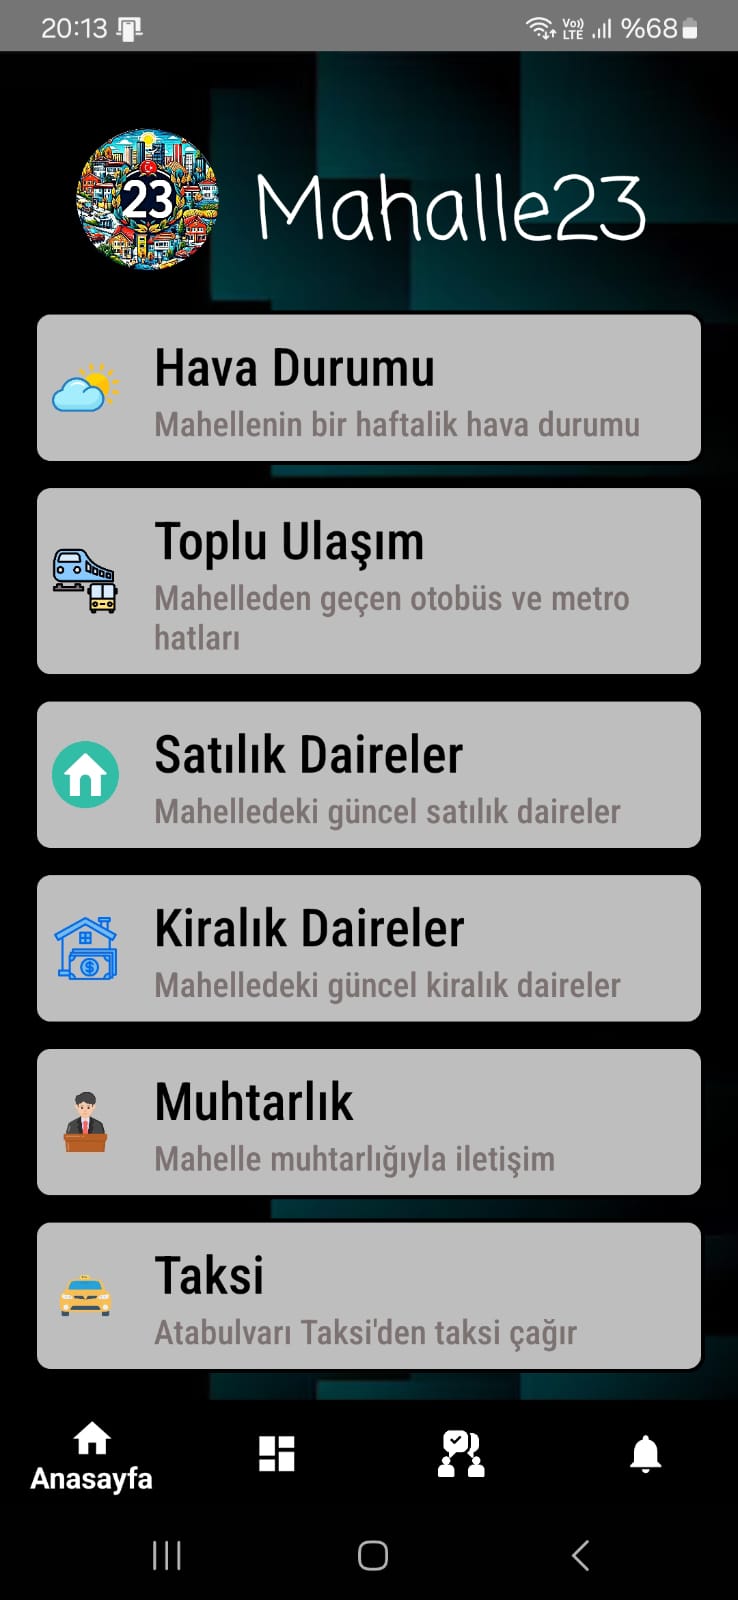 20:13 Vo)) LTE %68
23 Mahalle23
Hava Durumu
Mahellenin bir haftalik hava durumu
Toplu Ulaşım
Mahelleden geçen otobüs ve metro
hatları
Satılık Daireler
Mahelledeki güncel satılık daireler
Kiralık Daireler
Mahelledeki güncel kiralık daireler
Muhtarlık
Mahelle muhtarlığıyla iletişim
Taksi
Atabulvarı Taksi'den taksi çağır
Anasayfa